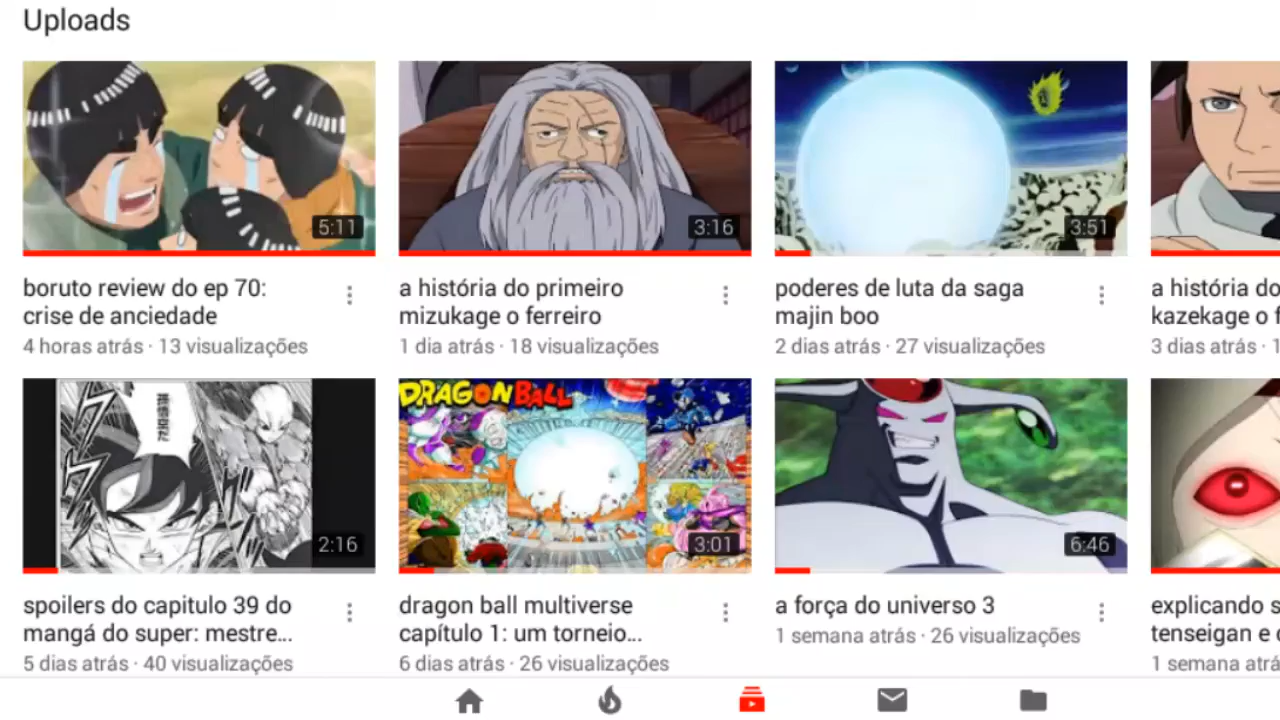 Uploads
5:11
3:16
3:51
boruto review do ep 70:
crise de anciedade
4 horas atrás · 13 visualizações
a história do primeiro
mizukage o ferreiro
1 dia atrás · 18 visualizações
poderes de luta da saga
majin boo
2 dias atrás · 27 visualizações
a história do
kazekage o f
3 dias atrás · 1
DRAGON BALL
2:16
3:01
6:46
spoilers do capitulo 39 do
mangá do super: mestre...
5 dias atrás · 40 visualizações
dragon ball multiverse
capítulo 1: um torneio...
6 dias atrás · 26 visualizações
a força do universo 3
1 semana atrás · 26 visualizações
explicando s
tenseigan e
1 semana atrá